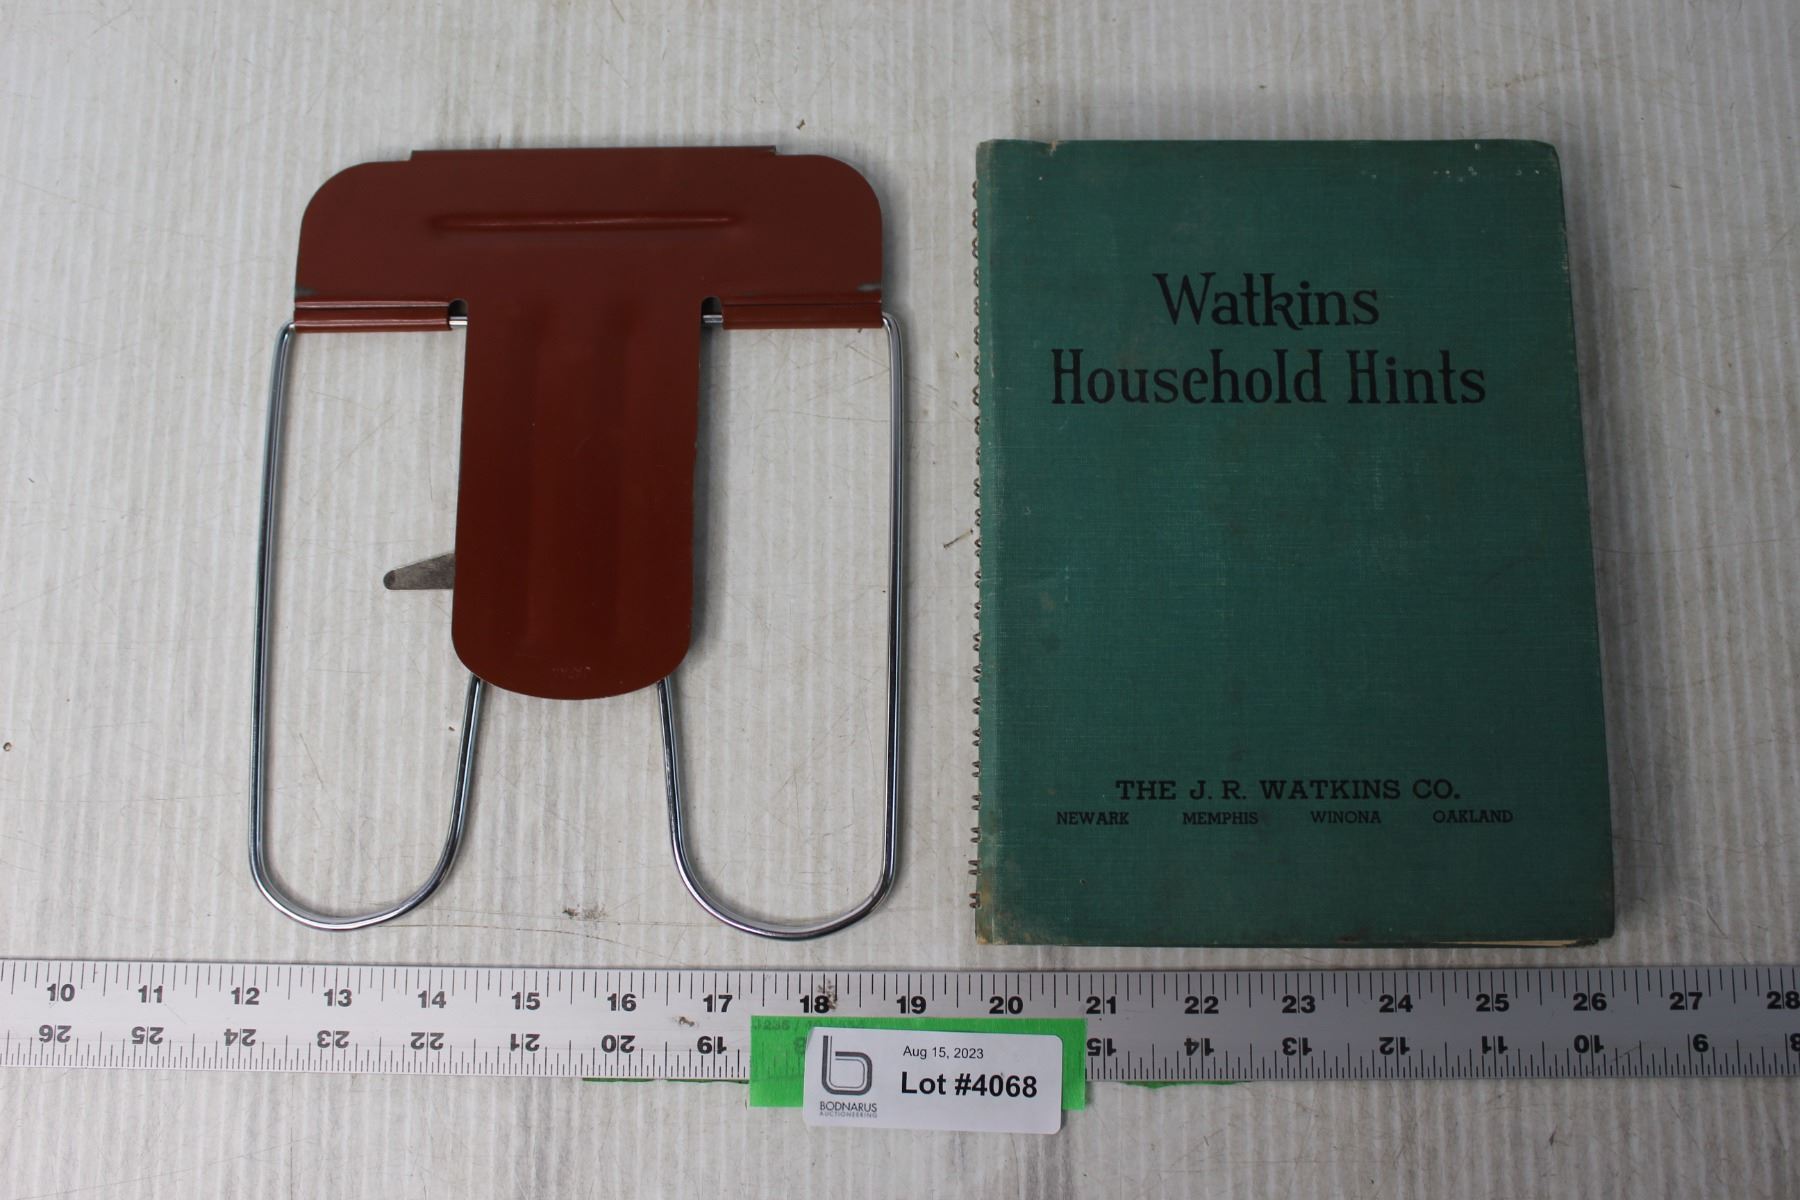 Watkins
Household Hints
THE J. R. WATKINS CO.
NEWARK MEMPHIS WINONA OAKLAND
JAPAN
10 11 12 13 14 15 16 17 18 19 20 21 22 23 24 25 26 27 28
26 25 24 23 22 21 20 19 15 14 13 12 11 10 9 8
Aug 15, 2023
Lot #4068
BODNARUS
AUCTIONEERING